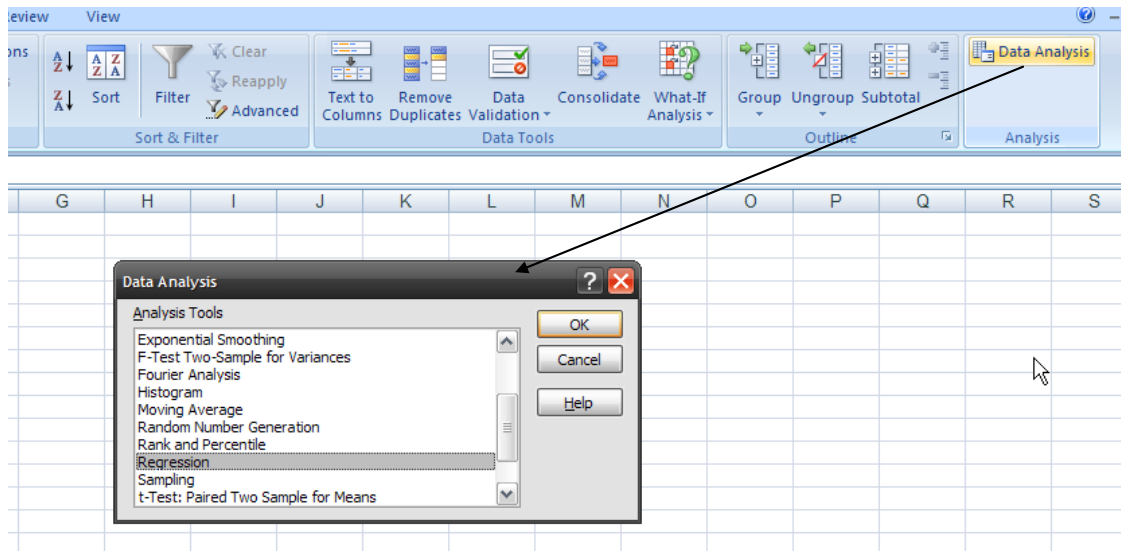 Review View
Sort
Filter
Clear
Reapply
Advanced
Sort & Filter
Text to Columns
Remove Duplicates
Data Validation
Consolidate
What-If Analysis
Data Tools
Group
Ungroup
Subtotal
Outline
Data Analysis
Analysis
G H I J K L M N O P Q R S
Data Analysis
Analysis Tools
Exponential Smoothing
F-Test Two-Sample for Variances
Fourier Analysis
Histogram
Moving Average
Random Number Generation
Rank and Percentile
Regression
Sampling
t-Test: Paired Two Sample for Means
OK
Cancel
Help